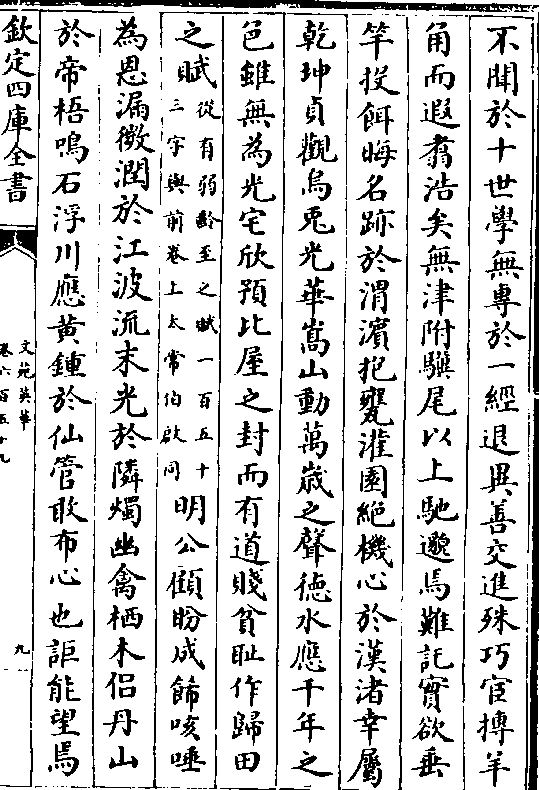 不聞於十世學無專於一經退異善交進殊巧宦摶羊
角而遐翥浩矣無津附驥尾以上馳邈焉難託實欲垂
竿投餌晦名跡於渭濱抱甕灌園絶機心於漢渚幸屬
乾坤貞觀烏兎光華嵩山動萬歲之聲德水應千年之
色雖無為光宅欣預比屋之封而有道賤貧恥作歸田
之賦從有弱齡至之賦一百五十三字與前卷上太常伯啟同明公顧盼成飾咳唾
為恩漏微潤於江波流末光於隣燭幽禽栖木侣丹山
於帝梧鳴石浮川應黄鍾於仙管敢布心也詎能望焉
欽定四庫全書
文苑英華
卷六百五十九
九